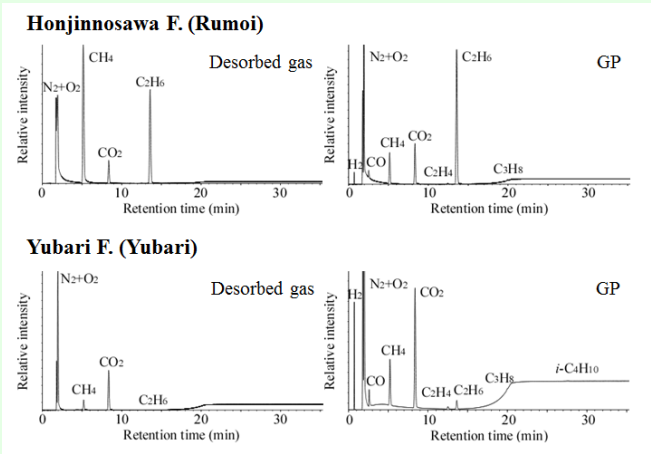 Honjinnosawa F. (Rumoi)
Relative intensity
N2+O2
CH4
CO2
C2H6
Desorbed gas
0 10 20 30
Retention time (min)
Relative intensity
H2
N2+O2
CO
CH4
CO2
C2H4
C2H6
C3H8
GP
0 10 20 30
Retention time (min)
Yubari F. (Yubari)
Relative intensity
N2+O2
CH4
CO2
C2H6
Desorbed gas
0 10 20 30
Retention time (min)
Relative intensity
H2
N2+O2
CO
CH4
CO2
C2H4 C2H6
C3H8
i-C4H10
GP
0 10 20 30
Retention time (min)